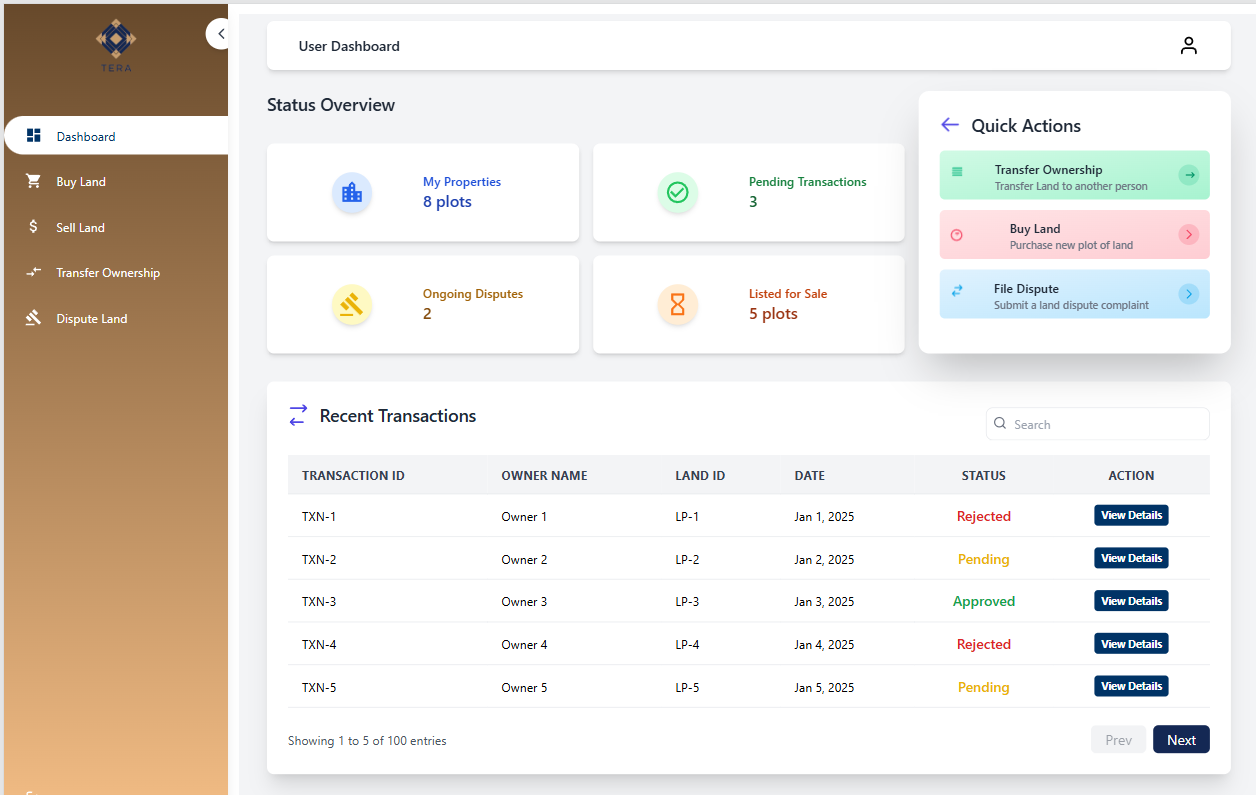 TERA
Dashboard
Buy Land
Sell Land
Transfer Ownership
Dispute Land
User Dashboard
Status Overview
My Properties
8 plots
Pending Transactions
3
Ongoing Disputes
2
Listed for Sale
5 plots
Quick Actions
Transfer Ownership
Transfer Land to another person
Buy Land
Purchase new plot of land
File Dispute
Submit a land dispute complaint
Recent Transactions
Search
TRANSACTION ID OWNER NAME LAND ID DATE STATUS ACTION
TXN-1 Owner 1 LP-1 Jan 1, 2025 Rejected View Details
TXN-2 Owner 2 LP-2 Jan 2, 2025 Pending View Details
TXN-3 Owner 3 LP-3 Jan 3, 2025 Approved View Details
TXN-4 Owner 4 LP-4 Jan 4, 2025 Rejected View Details
TXN-5 Owner 5 LP-5 Jan 5, 2025 Pending View Details
Showing 1 to 5 of 100 entries
Prev Next